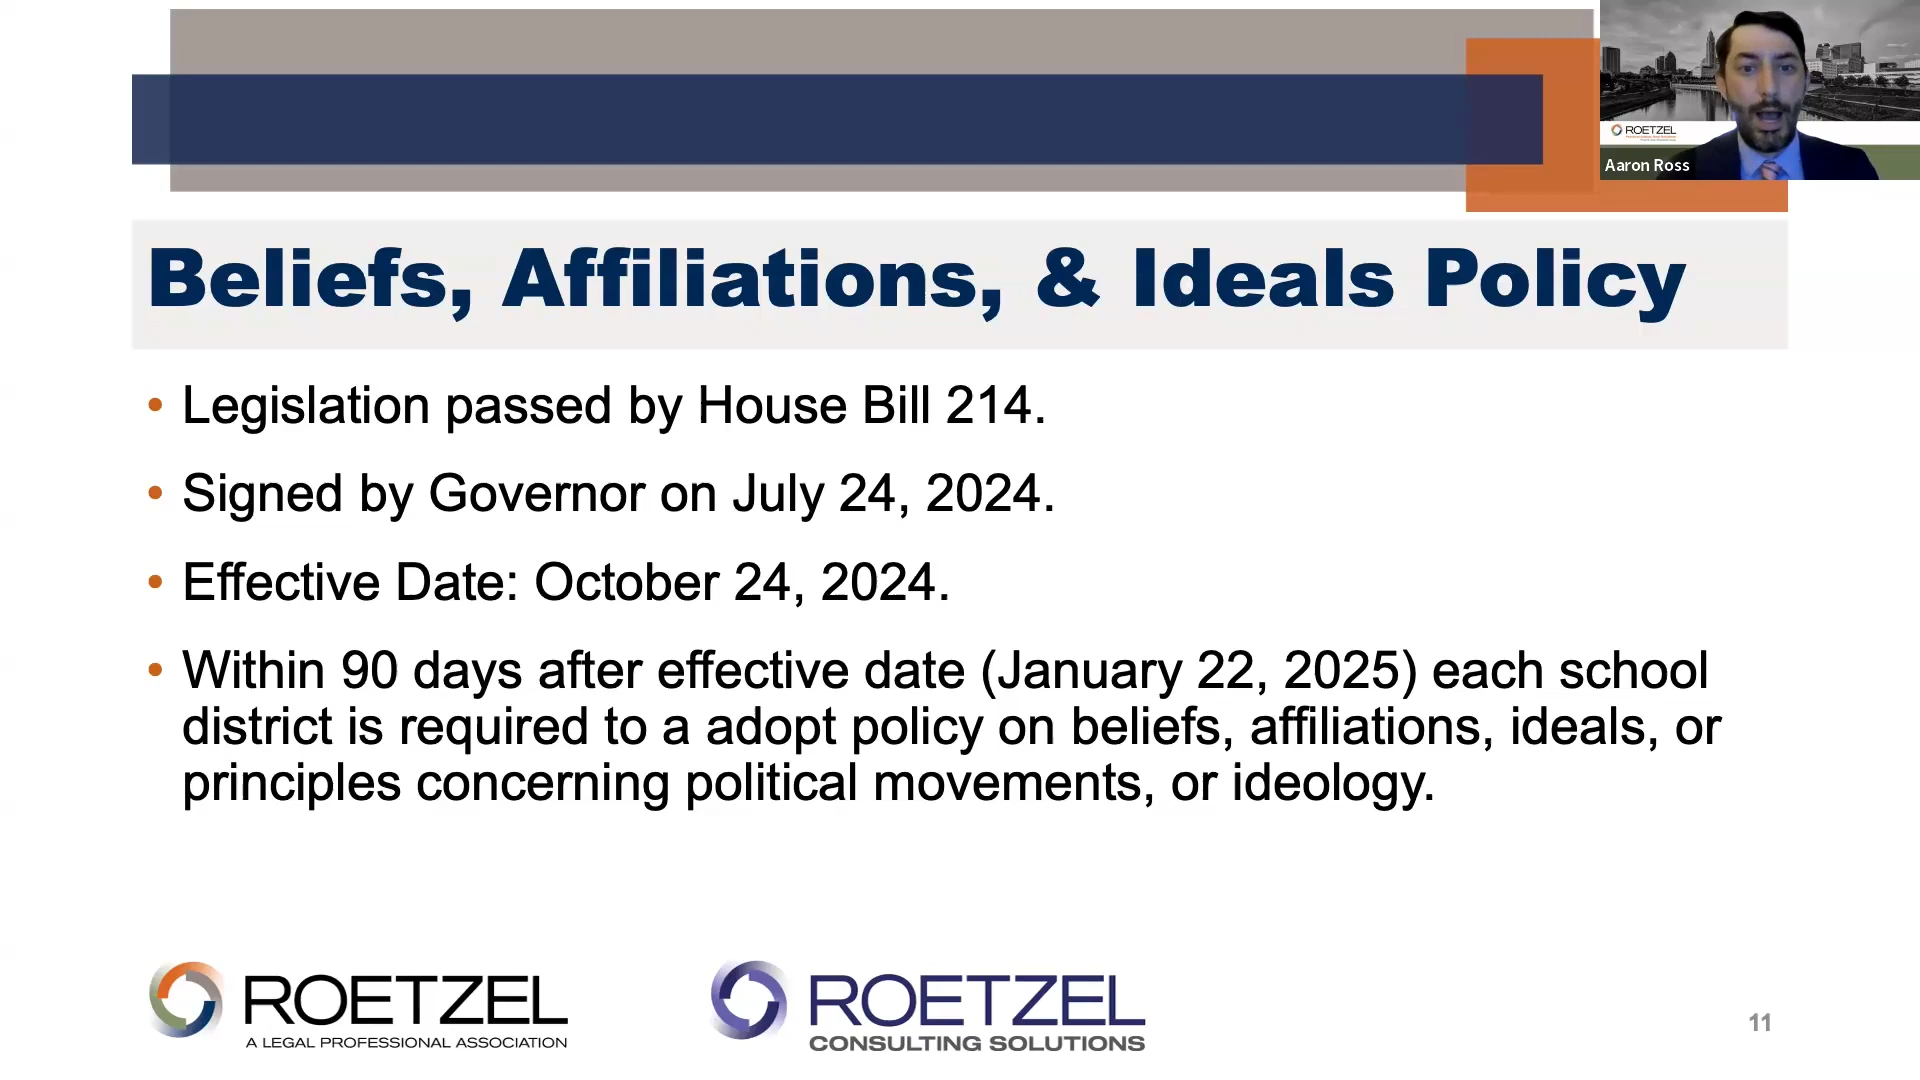 ROETZEL
Aaron Ross
Beliefs, Affiliations, & Ideals Policy
• Legislation passed by House Bill 214.
• Signed by Governor on July 24, 2024.
• Effective Date: October 24, 2024.
• Within 90 days after effective date (January 22, 2025) each school
district is required to a adopt policy on beliefs, affiliations, ideals, or
principles concerning political movements, or ideology.
ROETZEL
A LEGAL PROFESSIONAL ASSOCIATION
ROETZEL
CONSULTING SOLUTIONS
11